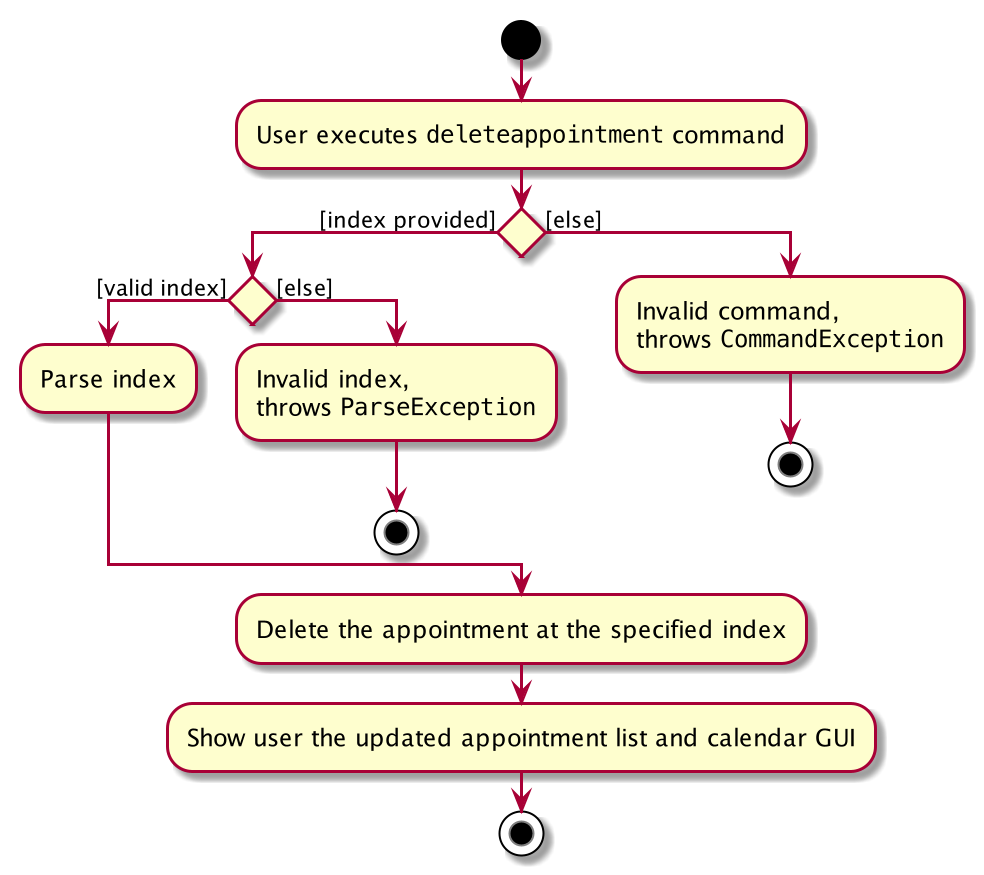 User executes deleteappointment command
[index provided]
[else]
[valid index]
[else]
Invalid command,
throws CommandException
Parse index
Invalid index,
throws ParseException
Delete the appointment at the specified index
Show user the updated appointment list and calendar GUI